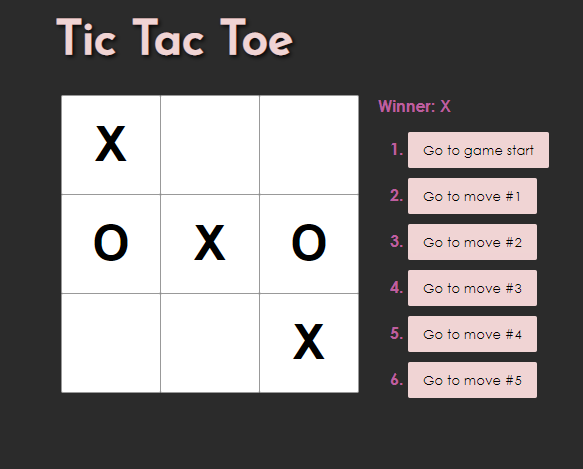 Tic Tac Toe
X
O X O
X
Winner: X
1. Go to game start
2. Go to move #1
3. Go to move #2
4. Go to move #3
5. Go to move #4
6. Go to move #5